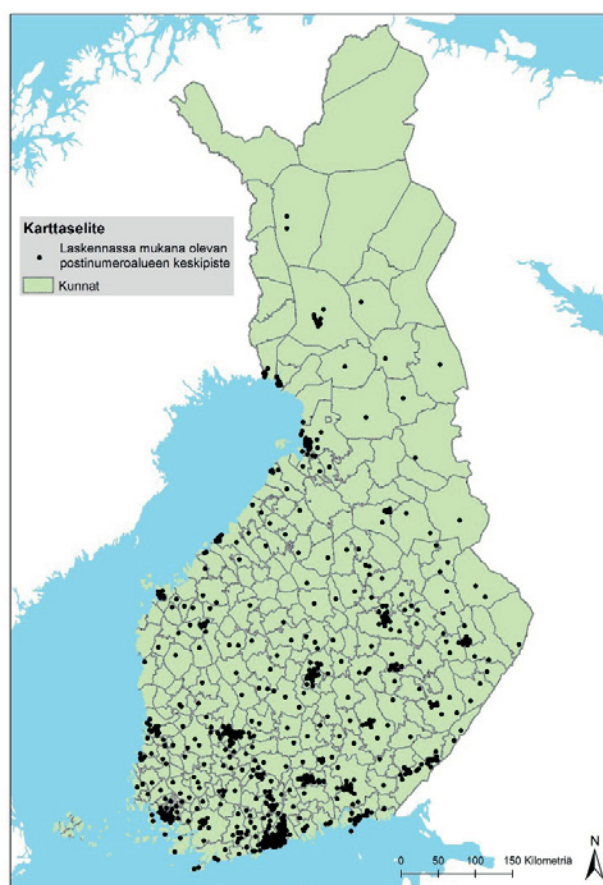 Karttaselite
Laskennassa mukana olevan
postinumeroalueen keskipiste
Kunnat
N
0 50 100 150 Kilometriä